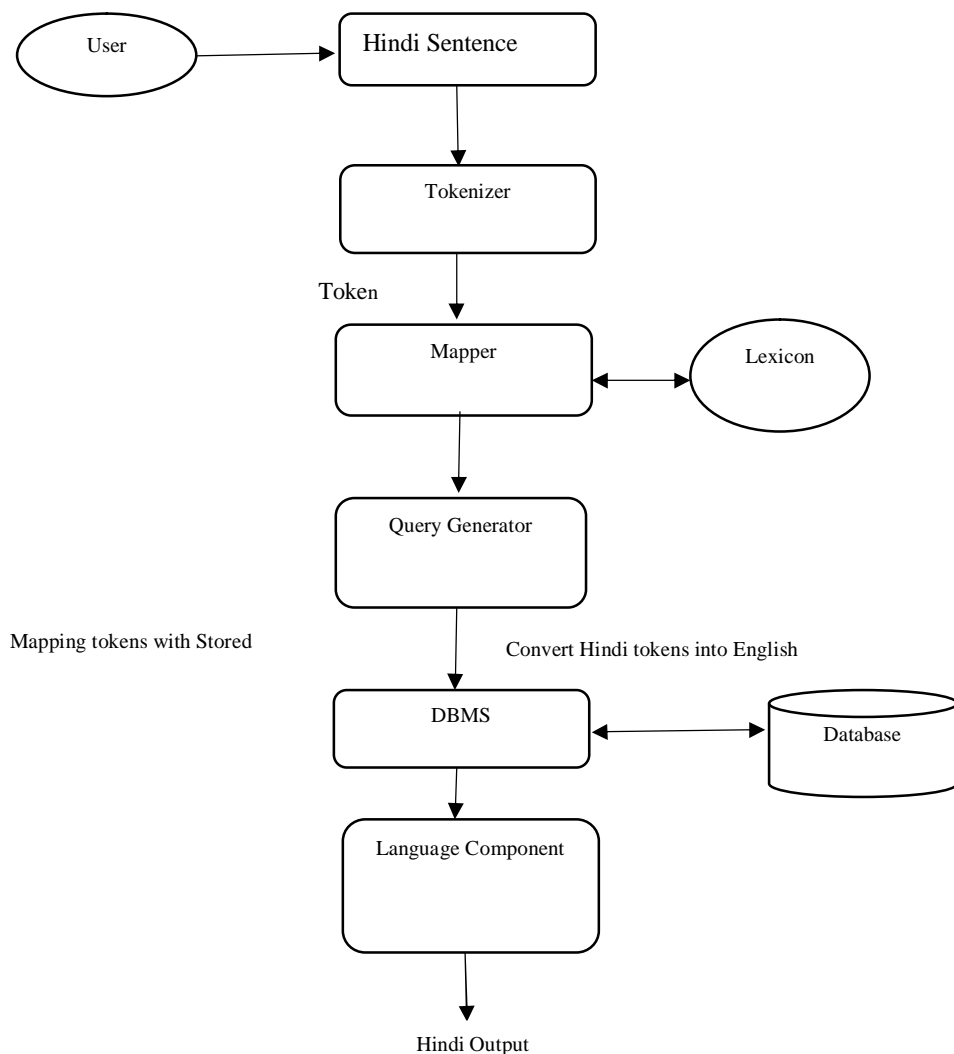 User
Hindi Sentence
Tokenizer
Token
Mapper
Lexicon
Query Generator
Mapping tokens with Stored
Convert Hindi tokens into English
DBMS
Database
Language Component
Hindi Output